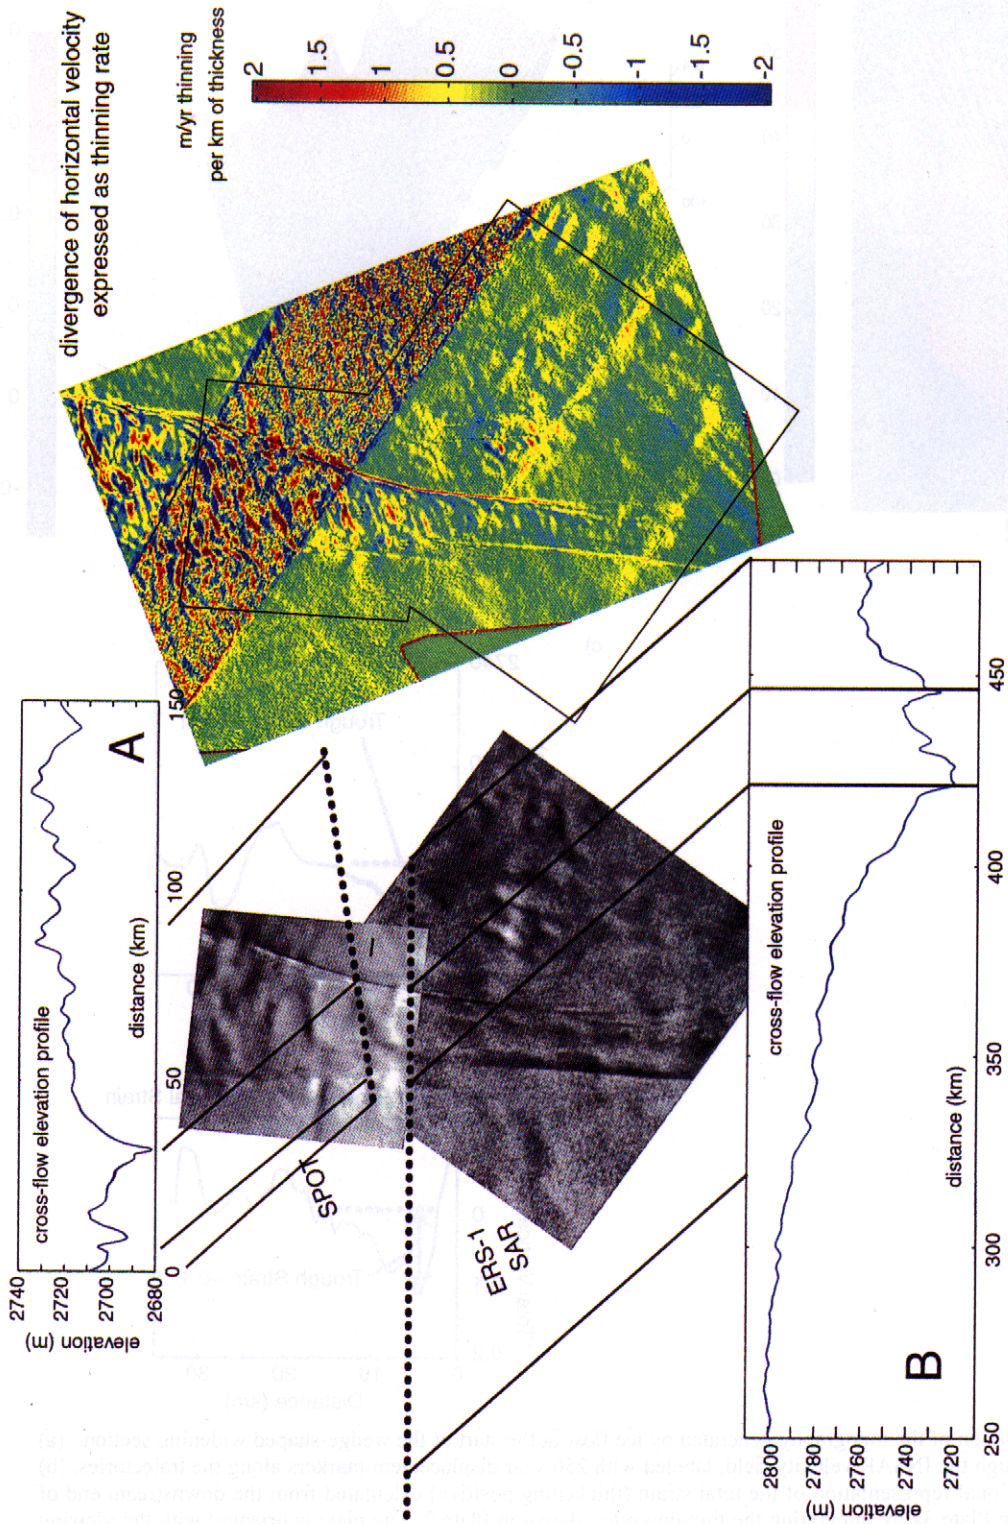 divergence of horizontal velocity
expressed as thinning rate
m/yr thinning
per km of thickness
2
1.5
1
0.5
0
-0.5
-1
-1.5
-2
cross-flow elevation profile
A
2740
2720
2700
2680
elevation (m)
0
50
100
150
distance (km)
SPOT
ERS-1
SAR
cross-flow elevation profile
B
2800
2780
2760
2740
2720
elevation (m)
250
300
350
400
450
distance (km)